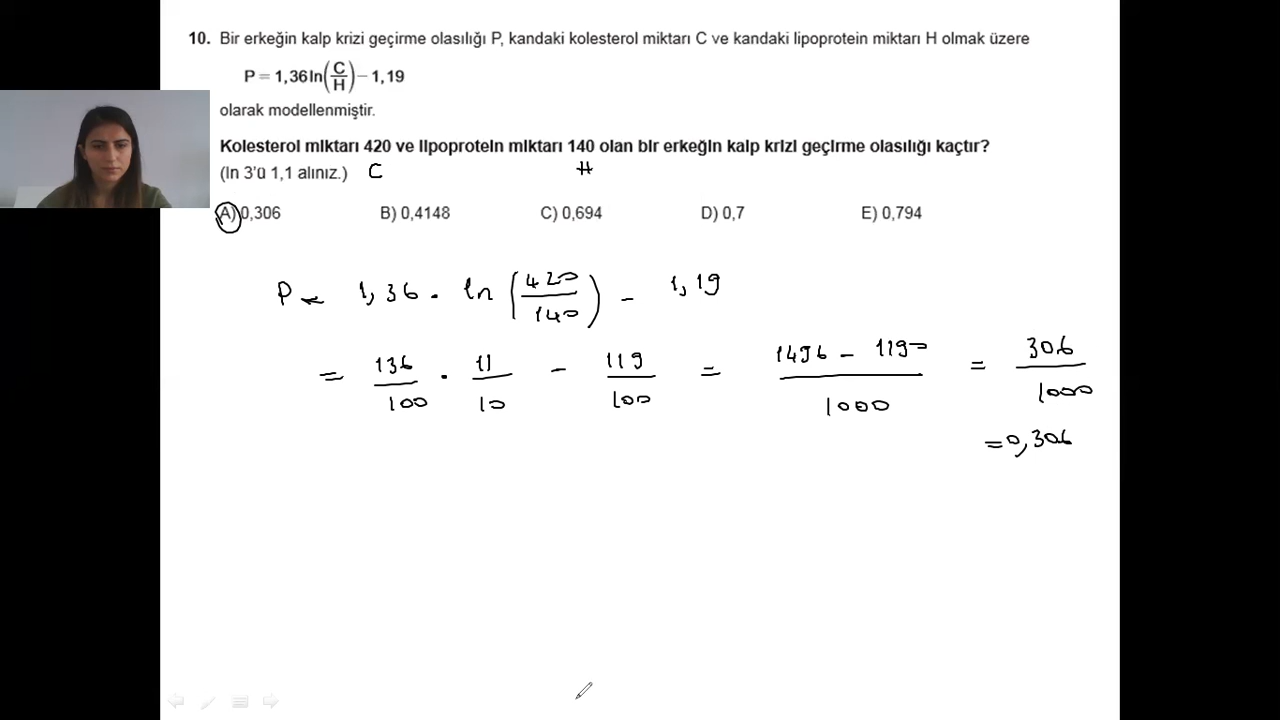 10. Bir erkeğin kalp krizi geçirme olasılığı P, kandaki kolesterol miktarı C ve kandaki lipoprotein miktarı H olmak üzere
P = 1,36 ln(C/H) − 1,19
olarak modellenmiştir.
Kolesterol miktarı 420 ve lipoprotein miktarı 140 olan bir erkeğin kalp krizi geçirme olasılığı kaçtır?
(ln 3'ü 1,1 alınız.) C H
A) 0,306 B) 0,4148 C) 0,694 D) 0,7 E) 0,794
P = 1,36 . ln (420/140) - 1,19
= 136/100 . 11/10 - 119/100 = (1496 - 1190)/1000 = 306/1000
= 0,306